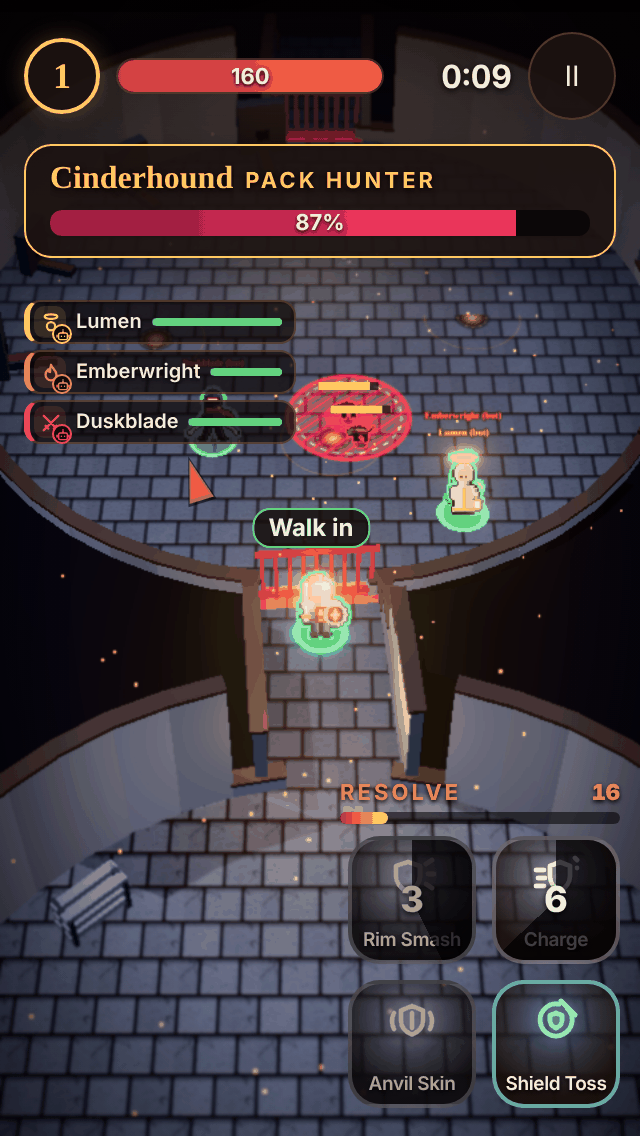 1
160
0:09
Cinderhound PACK HUNTER
87%
Lumen
Emberwright
Duskblade
Emberwright (bot)
Lumen (bot)
Walk in
RESOLVE 16
3
Rim Smash
6
Charge
Anvil Skin
Shield Toss